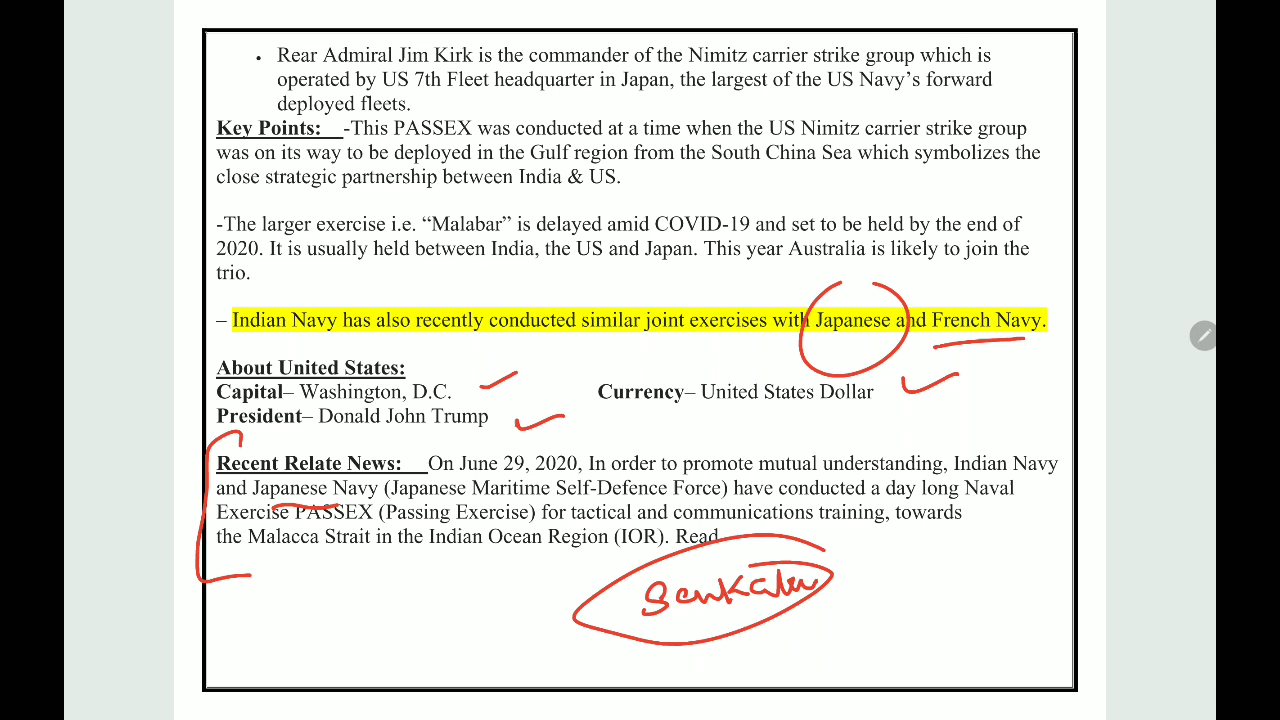 • Rear Admiral Jim Kirk is the commander of the Nimitz carrier strike group which is
operated by US 7th Fleet headquarter in Japan, the largest of the US Navy’s forward
deployed fleets.
Key Points: -This PASSEX was conducted at a time when the US Nimitz carrier strike group
was on its way to be deployed in the Gulf region from the South China Sea which symbolizes the
close strategic partnership between India & US.
-The larger exercise i.e. “Malabar” is delayed amid COVID-19 and set to be held by the end of
2020. It is usually held between India, the US and Japan. This year Australia is likely to join the
trio.
– Indian Navy has also recently conducted similar joint exercises with Japanese and French Navy.
About United States:
Capital– Washington, D.C. Currency– United States Dollar
President– Donald John Trump
Recent Relate News: On June 29, 2020, In order to promote mutual understanding, Indian Navy
and Japanese Navy (Japanese Maritime Self-Defence Force) have conducted a day long Naval
Exercise PASSEX (Passing Exercise) for tactical and communications training, towards
the Malacca Strait in the Indian Ocean Region (IOR). Read